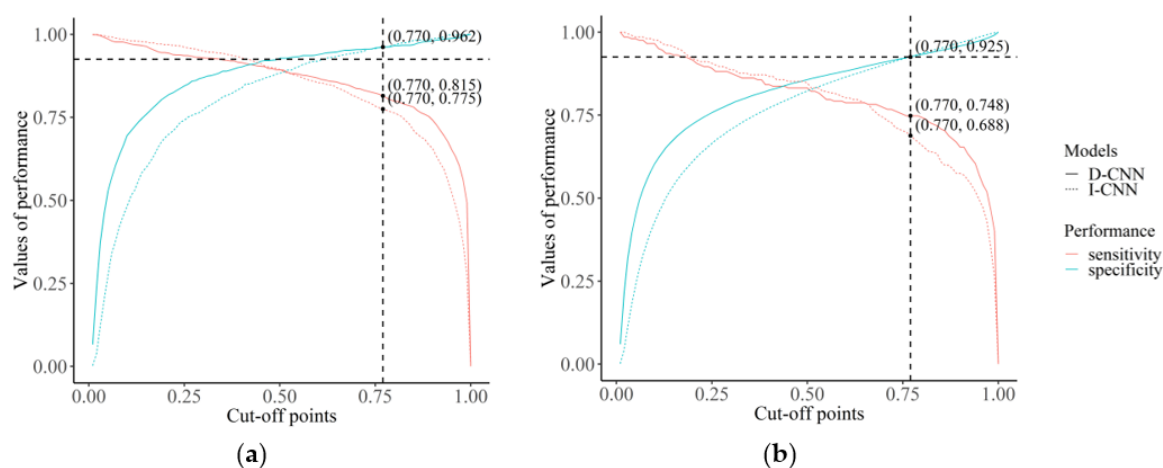 1.00
0.75
0.50
0.25
0.00
Values of performance
(0.770, 0.962)
(0.770, 0.815)
(0.770, 0.775)
0.00 0.25 0.50 0.75 1.00
Cut-off points
(a)
1.00
0.75
0.50
0.25
0.00
Values of performance
(0.770, 0.925)
(0.770, 0.748)
(0.770, 0.688)
0.00 0.25 0.50 0.75 1.00
Cut-off points
(b)
Models
D-CNN
I-CNN
Performance
sensitivity
specificity